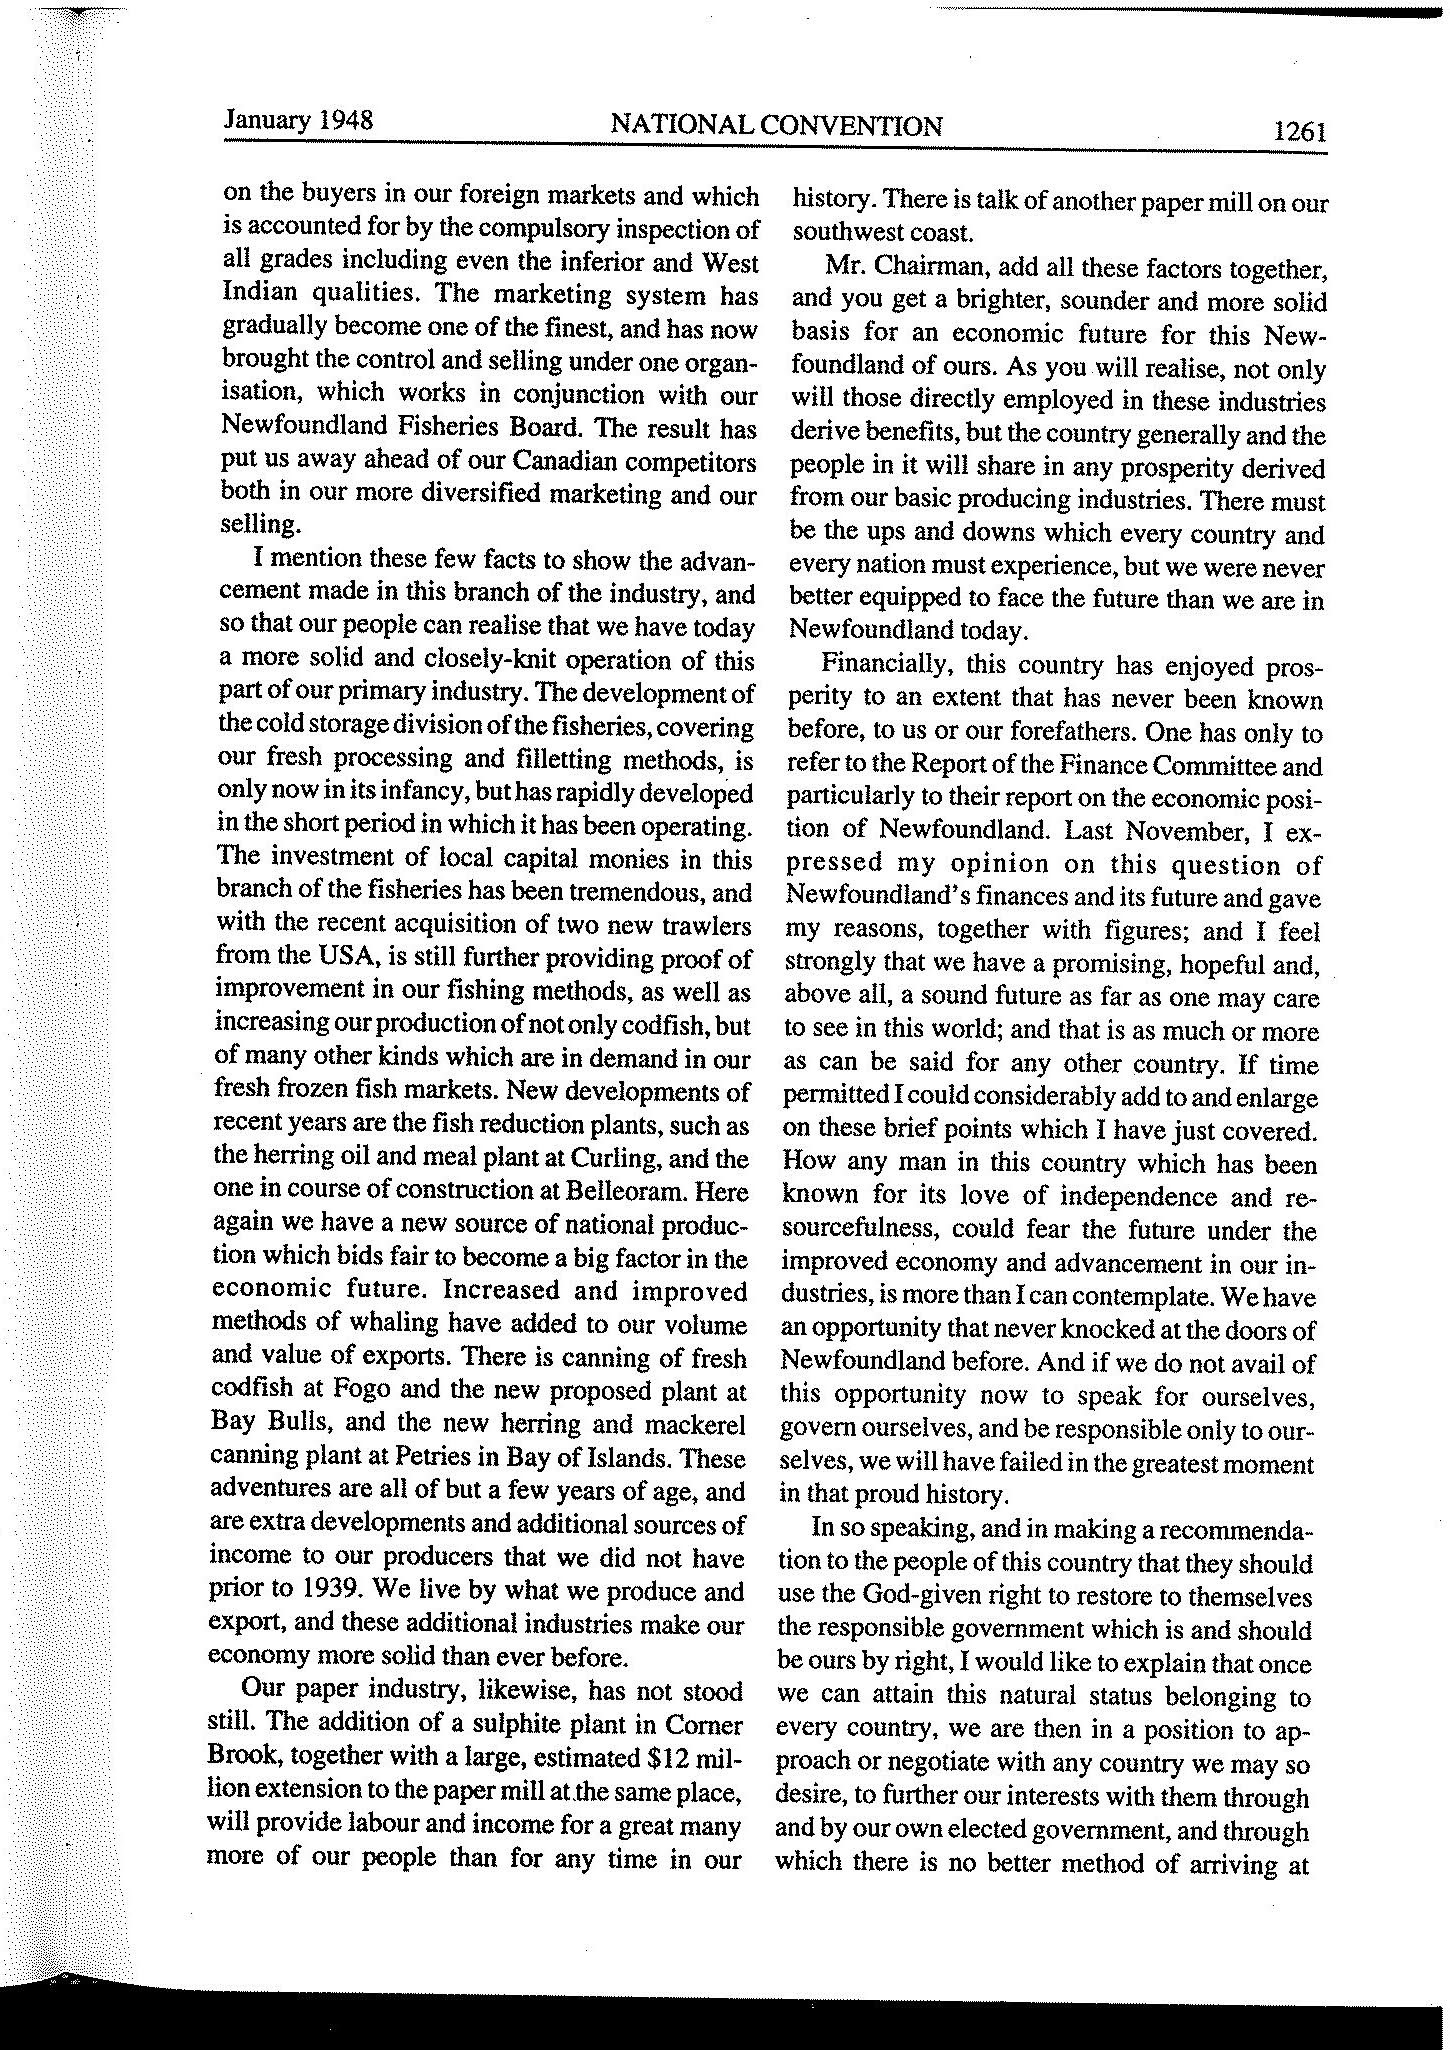 January 1948
NATIONAL CONVENTION
1261
on the buyers in our foreign markets and which
is accounted for by the compulsory inspection of
all grades including even the inferior and West
Indian qualities. The marketing system has
gradually become one of the finest, and has now
brought the control and selling under one organ-
isation, which works in conjunction with our
Newfoundland Fisheries Board. The result has
put us away ahead of our Canadian competitors
both in our more diversified marketing and our
selling.
I mention these few facts to show the advan-
cement made in this branch of the industry, and
so that our people can realise that we have today
a more solid and closely-knit operation of this
part of our primary industry. The development of
the cold storage division of the fisheries, covering
our fresh processing and filletting methods, is
only now in its infancy, but has rapidly developed
in the short period in which it has been operating.
The investment of local capital monies in this
branch of the fisheries has been tremendous, and
with the recent acquisition of two new trawlers
from the USA, is still further providing proof of
improvement in our fishing methods, as well as
increasing our production of not only codfish, but
of many other kinds which are in demand in our
fresh frozen fish markets. New developments of
recent years are the fish reduction plants, such as
the herring oil and meal plant at Curling, and the
one in course of construction at Belleoram. Here
again we have a new source of national produc-
tion which bids fair to become a big factor in the
economic future. Increased and improved
methods of whaling have added to our volume
and value of exports. There is canning of fresh
codfish at Fogo and the new proposed plant at
Bay Bulls, and the new herring and mackerel
canning plant at Petries in Bay of Islands. These
adventures are all of but a few years of age, and
are extra developments and additional sources of
income to our producers that we did not have
prior to 1939. We live by what we produce and
export, and these additional industries make our
economy more solid than ever before.
Our paper industry, likewise, has not stood
still. The addition of a sulphite plant in Corner
Brook, together with a large, estimated $12 mil-
lion extension to the paper mill at the same place,
will provide labour and income for a great many
more of our people than for any time in our
history. There is talk of another paper mill on our
southwest coast.
Mr. Chairman, add all these factors together,
and you get a brighter, sounder and more solid
basis for an economic future for this New-
foundland of ours. As you will realise, not only
will those directly employed in these industries
derive benefits, but the country generally and the
people in it will share in any prosperity derived
from our basic producing industries. There must
be the ups and downs which every country and
every nation must experience, but we were never
better equipped to face the future than we are in
Newfoundland today.
Financially, this country has enjoyed pros-
perity to an extent that has never been known
before, to us or our forefathers. One has only to
refer to the Report of the Finance Committee and
particularly to their report on the economic posi-
tion of Newfoundland. Last November, I ex-
pressed my opinion on this question of
Newfoundland's finances and its future and gave
my reasons, together with figures; and I feel
strongly that we have a promising, hopeful and,
above all, a sound future as far as one may care
to see in this world; and that is as much or more
as can be said for any other country. If time
permitted I could considerably add to and enlarge
on these brief points which I have just covered.
How any man in this country which has been
known for its love of independence and re-
sourcefulness, could fear the future under the
improved economy and advancement in our in-
dustries, is more than I can contemplate. We have
an opportunity that never knocked at the doors of
Newfoundland before. And if we do not avail of
this opportunity now to speak for ourselves,
govern ourselves, and be responsible only to our-
selves, we will have failed in the greatest moment
in that proud history.
In so speaking, and in making a recommenda-
tion to the people of this country that they should
use the God-given right to restore to themselves
the responsible government which is and should
be ours by right, I would like to explain that once
we can attain this natural status belonging to
every country, we are then in a position to ap-
proach or negotiate with any country we may so
desire, to further our interests with them through
and by our own elected government, and through
which there is no better method of arriving at